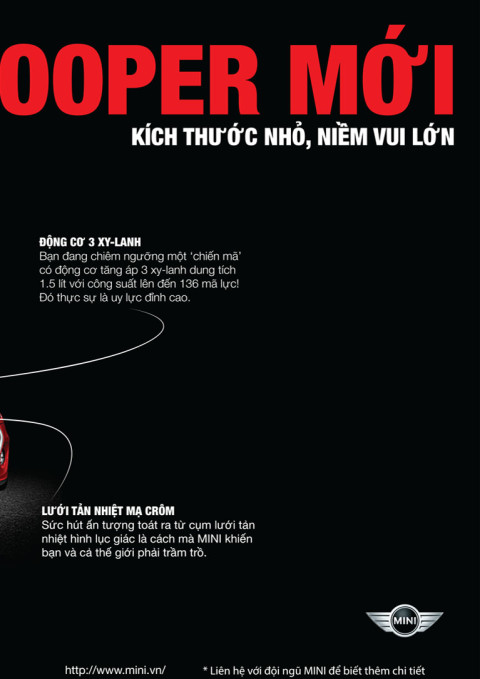 OOPER MỚI
KÍCH THƯỚC NHỎ, NIỀM VUI LỚN
ĐỘNG CƠ 3 XY-LANH
Bạn đang chiêm ngưỡng một ‘chiến mã’
có động cơ tăng áp 3 xy-lanh dung tích
1.5 lít với công suất lên đến 136 mã lực!
Đó thực sự là uy lực đỉnh cao.
LƯỚI TẢN NHIỆT MẠ CRÔM
Sức hút ấn tượng toát ra từ cụm lưới tản
nhiệt hình lục giác là cách mà MINI khiến
bạn và cả thế giới phải trầm trồ.
MINI
http://www.mini.vn/ * Liên hệ với đội ngũ MINI để biết thêm chi tiết